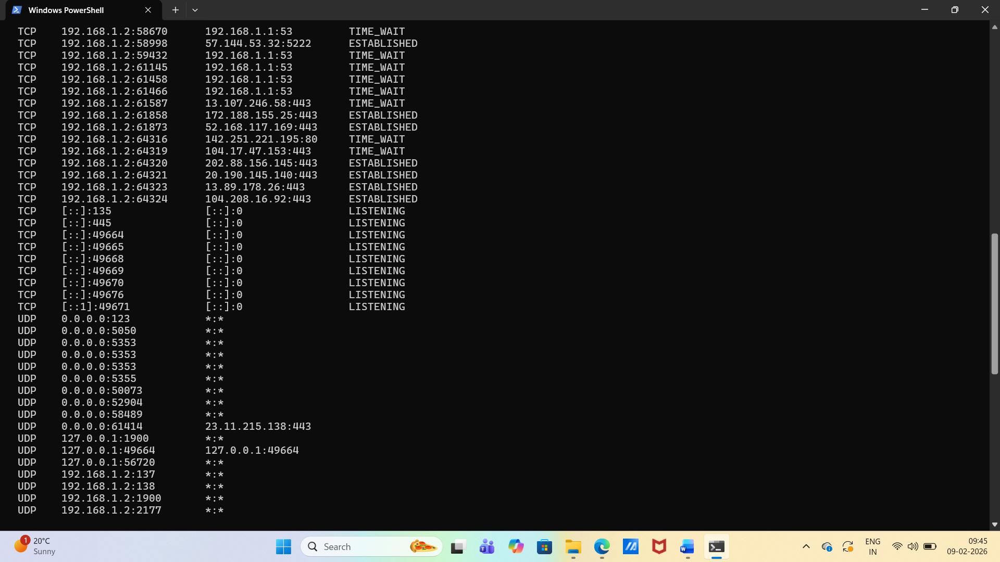 Windows PowerShell
TCP    192.168.1.2:58670      192.168.1.1:53         TIME_WAIT
TCP    192.168.1.2:58998      57.144.53.32:5222      ESTABLISHED
TCP    192.168.1.2:59432      192.168.1.1:53         TIME_WAIT
TCP    192.168.1.2:61145      192.168.1.1:53         TIME_WAIT
TCP    192.168.1.2:61458      192.168.1.1:53         TIME_WAIT
TCP    192.168.1.2:61466      192.168.1.1:53         TIME_WAIT
TCP    192.168.1.2:61587      13.107.246.58:443      TIME_WAIT
TCP    192.168.1.2:61858      172.188.155.25:443     ESTABLISHED
TCP    192.168.1.2:61873      52.168.117.169:443     ESTABLISHED
TCP    192.168.1.2:64316      142.251.221.195:80     TIME_WAIT
TCP    192.168.1.2:64319      104.17.47.153:443      TIME_WAIT
TCP    192.168.1.2:64320      202.88.156.145:443     ESTABLISHED
TCP    192.168.1.2:64321      20.190.145.140:443     ESTABLISHED
TCP    192.168.1.2:64323      13.89.178.26:443       ESTABLISHED
TCP    192.168.1.2:64324      104.208.16.92:443      ESTABLISHED
TCP    [::]:135               [::]:0                 LISTENING
TCP    [::]:445               [::]:0                 LISTENING
TCP    [::]:49664             [::]:0                 LISTENING
TCP    [::]:49665             [::]:0                 LISTENING
TCP    [::]:49668             [::]:0                 LISTENING
TCP    [::]:49669             [::]:0                 LISTENING
TCP    [::]:49670             [::]:0                 LISTENING
TCP    [::]:49676             [::]:0                 LISTENING
TCP    [::1]:49671            [::]:0                 LISTENING
UDP    0.0.0.0:123            *:*
UDP    0.0.0.0:5050           *:*
UDP    0.0.0.0:5353           *:*
UDP    0.0.0.0:5353           *:*
UDP    0.0.0.0:5353           *:*
UDP    0.0.0.0:5355           *:*
UDP    0.0.0.0:50073          *:*
UDP    0.0.0.0:52904          *:*
UDP    0.0.0.0:58489          *:*
UDP    0.0.0.0:61414          23.11.215.138:443
UDP    127.0.0.1:1900         *:*
UDP    127.0.0.1:49664        127.0.0.1:49664
UDP    127.0.0.1:56720        *:*
UDP    192.168.1.2:137        *:*
UDP    192.168.1.2:138        *:*
UDP    192.168.1.2:1900       *:*
UDP    192.168.1.2:2177       *:*
1
20°C
Sunny
Search
ENG
IN
09:45
09-02-2026